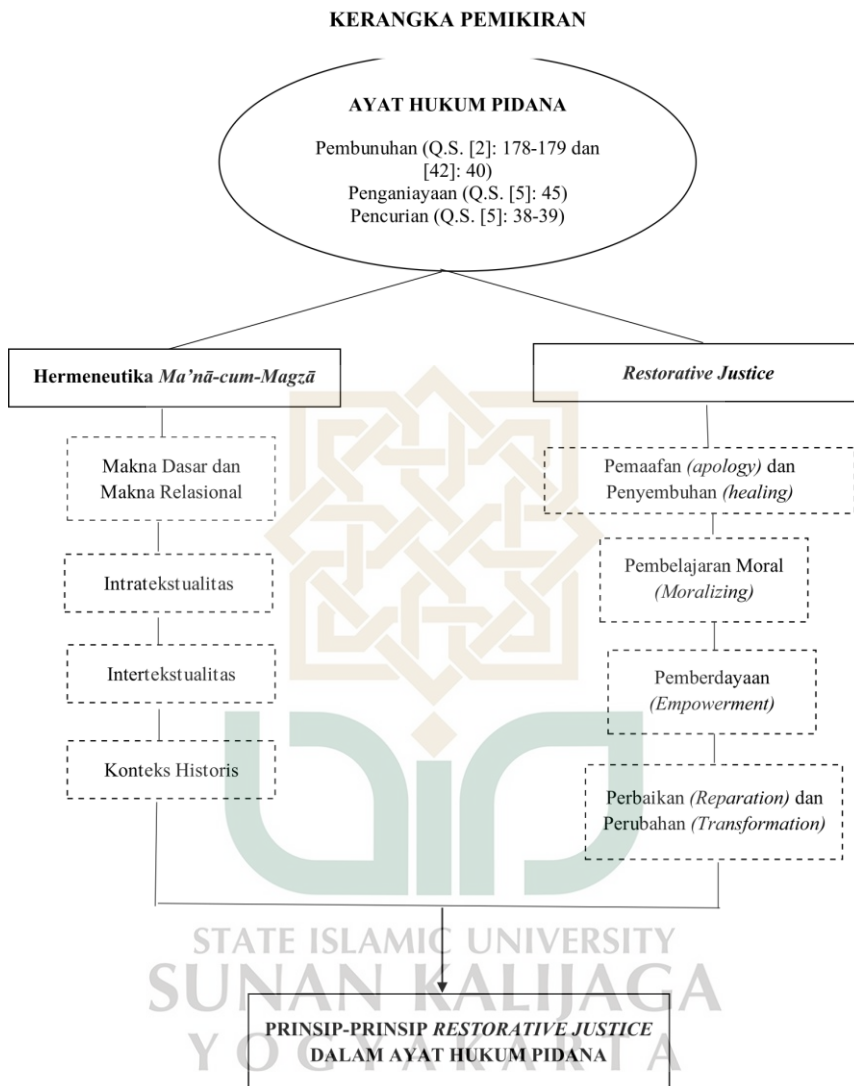 KERANGKA PEMIKIRAN
AYAT HUKUM PIDANA
Pembunuhan (Q.S. [2]: 178-179 dan
[42]: 40)
Penganiayaan (Q.S. [5]: 45)
Pencurian (Q.S. [5]: 38-39)
Hermeneutika Ma’nā-cum-Magzā
Makna Dasar dan
Makna Relasional
Intratekstualitas
Intertekstualitas
Konteks Historis
Restorative Justice
Pemaafan (apology) dan
Penyembuhan (healing)
Pembelajaran Moral
(Moralizing)
Pemberdayaan
(Empowerment)
Perbaikan (Reparation) dan
Perubahan (Transformation)
STATE ISLAMIC UNIVERSITY
SUNAN KALIJAGA
YOGYAKARTA
PRINSIP-PRINSIP RESTORATIVE JUSTICE
DALAM AYAT HUKUM PIDANA